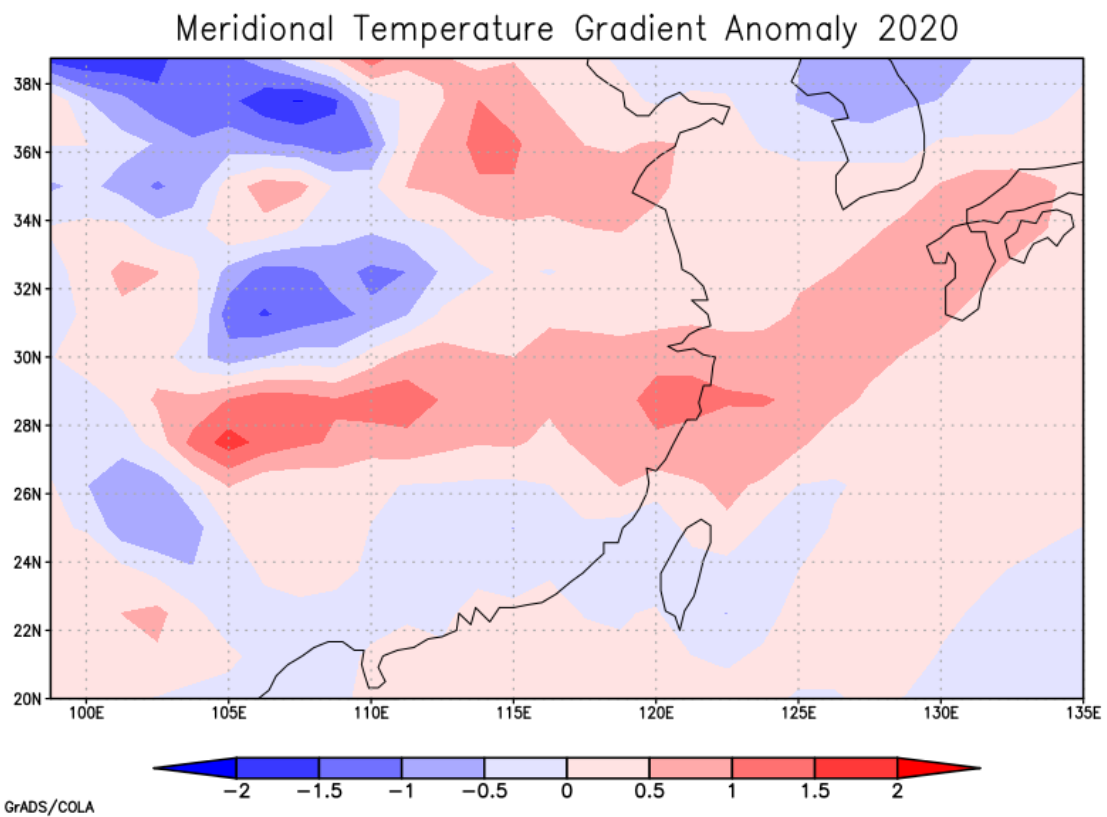 Meridional Temperature Gradient Anomaly 2020
38N
36N
34N
32N
30N
28N
26N
24N
22N
20N
100E 105E 110E 115E 120E 125E 130E 135E
-2 -1.5 -1 -0.5 0 0.5 1 1.5 2
GrADS/COLA